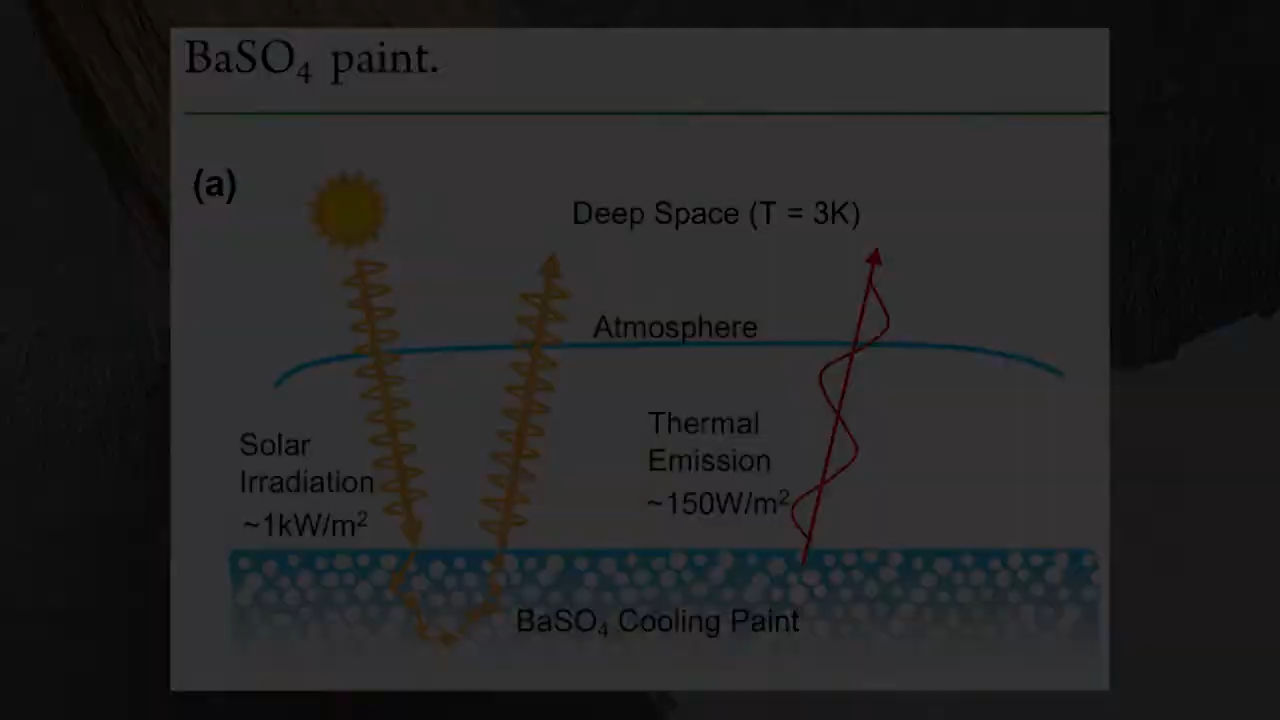 BaSO₄ paint.
(a)
Deep Space (T = 3K)
Atmosphere
Solar
Irradiation
~1kW/m²
Thermal
Emission
~150W/m²
BaSO₄ Cooling Paint